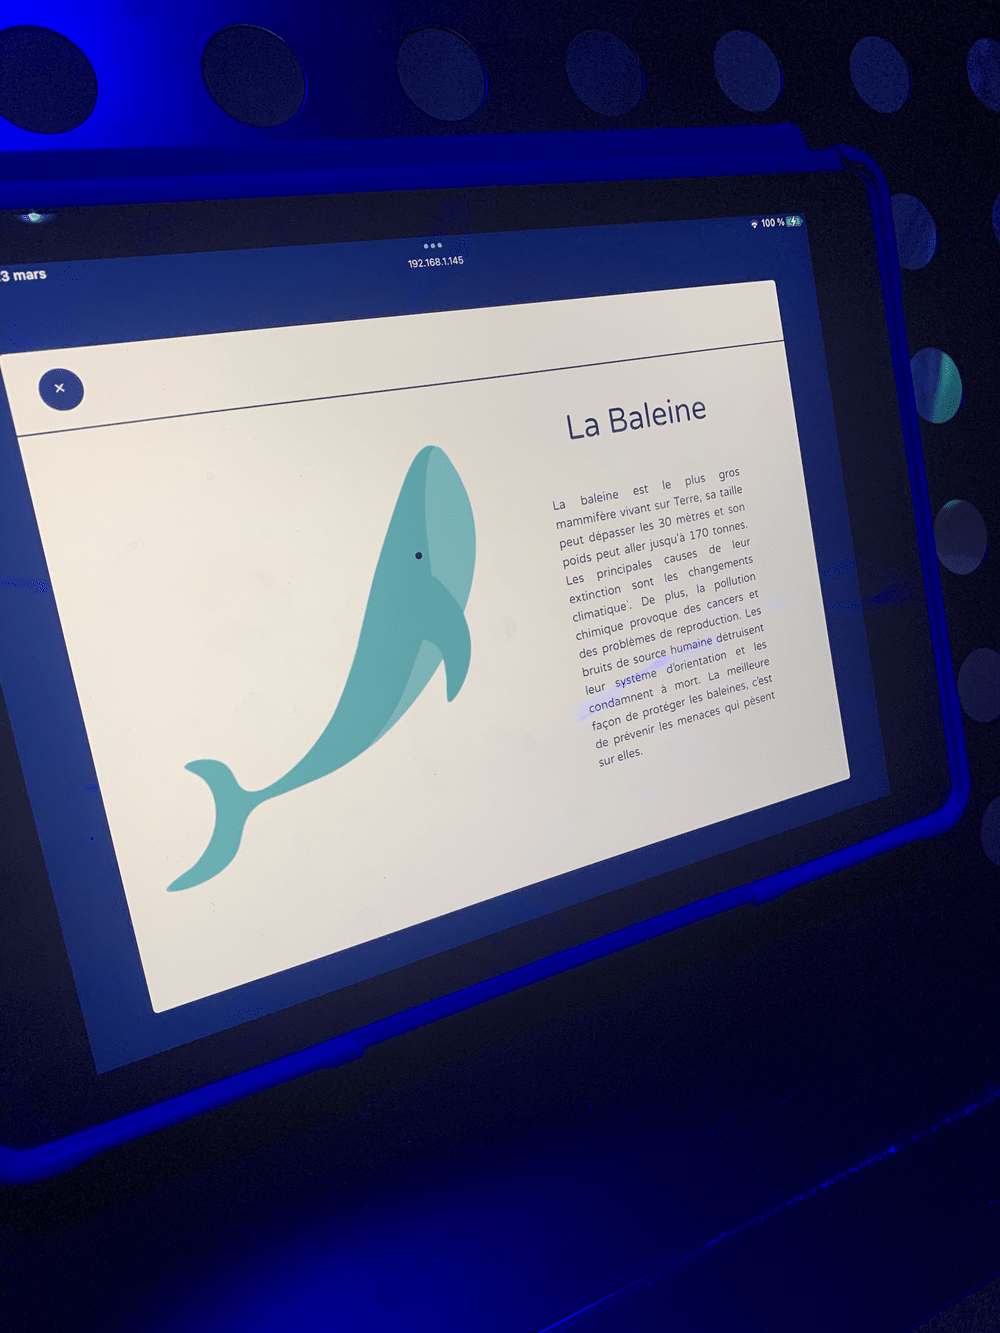 3 mars
192.168.1.145
100 %
×
La Baleine
La baleine est le plus gros
mammifère vivant sur Terre, sa taille
peut dépasser les 30 mètres et son
poids peut aller jusqu'à 170 tonnes.
Les principales causes de leur
extinction sont les changements
climatique`. De plus, la pollution
chimique provoque des cancers et
des problèmes de reproduction. Les
bruits de source humaine détruisent
leur système d'orientation et les
condamnent à mort. La meilleure
façon de protéger les baleines, c'est
de prévenir les menaces qui pèsent
sur elles.